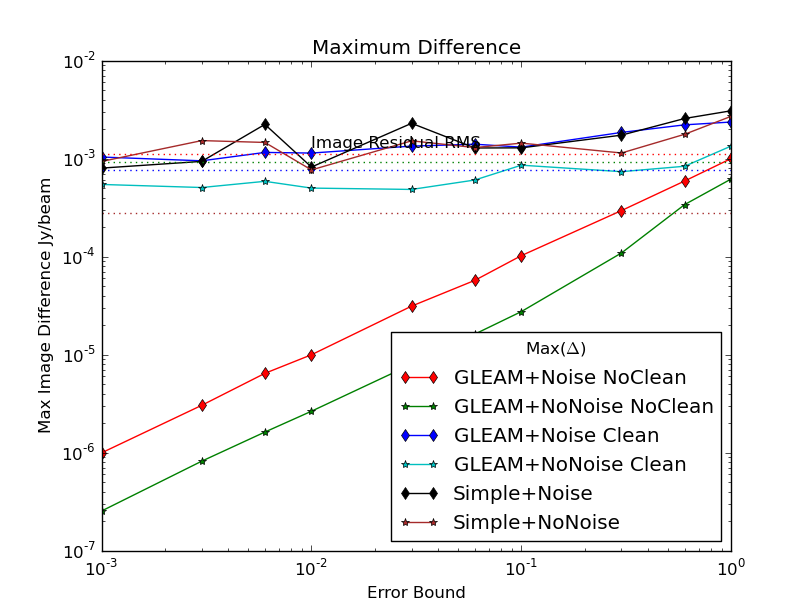 Maximum Difference
10^-2
10^-3
10^-4
10^-5
10^-6
10^-7
Max Image Difference Jy/beam
Image Residual RMS
Max(Δ)
GLEAM+Noise NoClean
GLEAM+NoNoise NoClean
GLEAM+Noise Clean
GLEAM+NoNoise Clean
Simple+Noise
Simple+NoNoise
10^-3 10^-2 10^-1 10^0
Error Bound